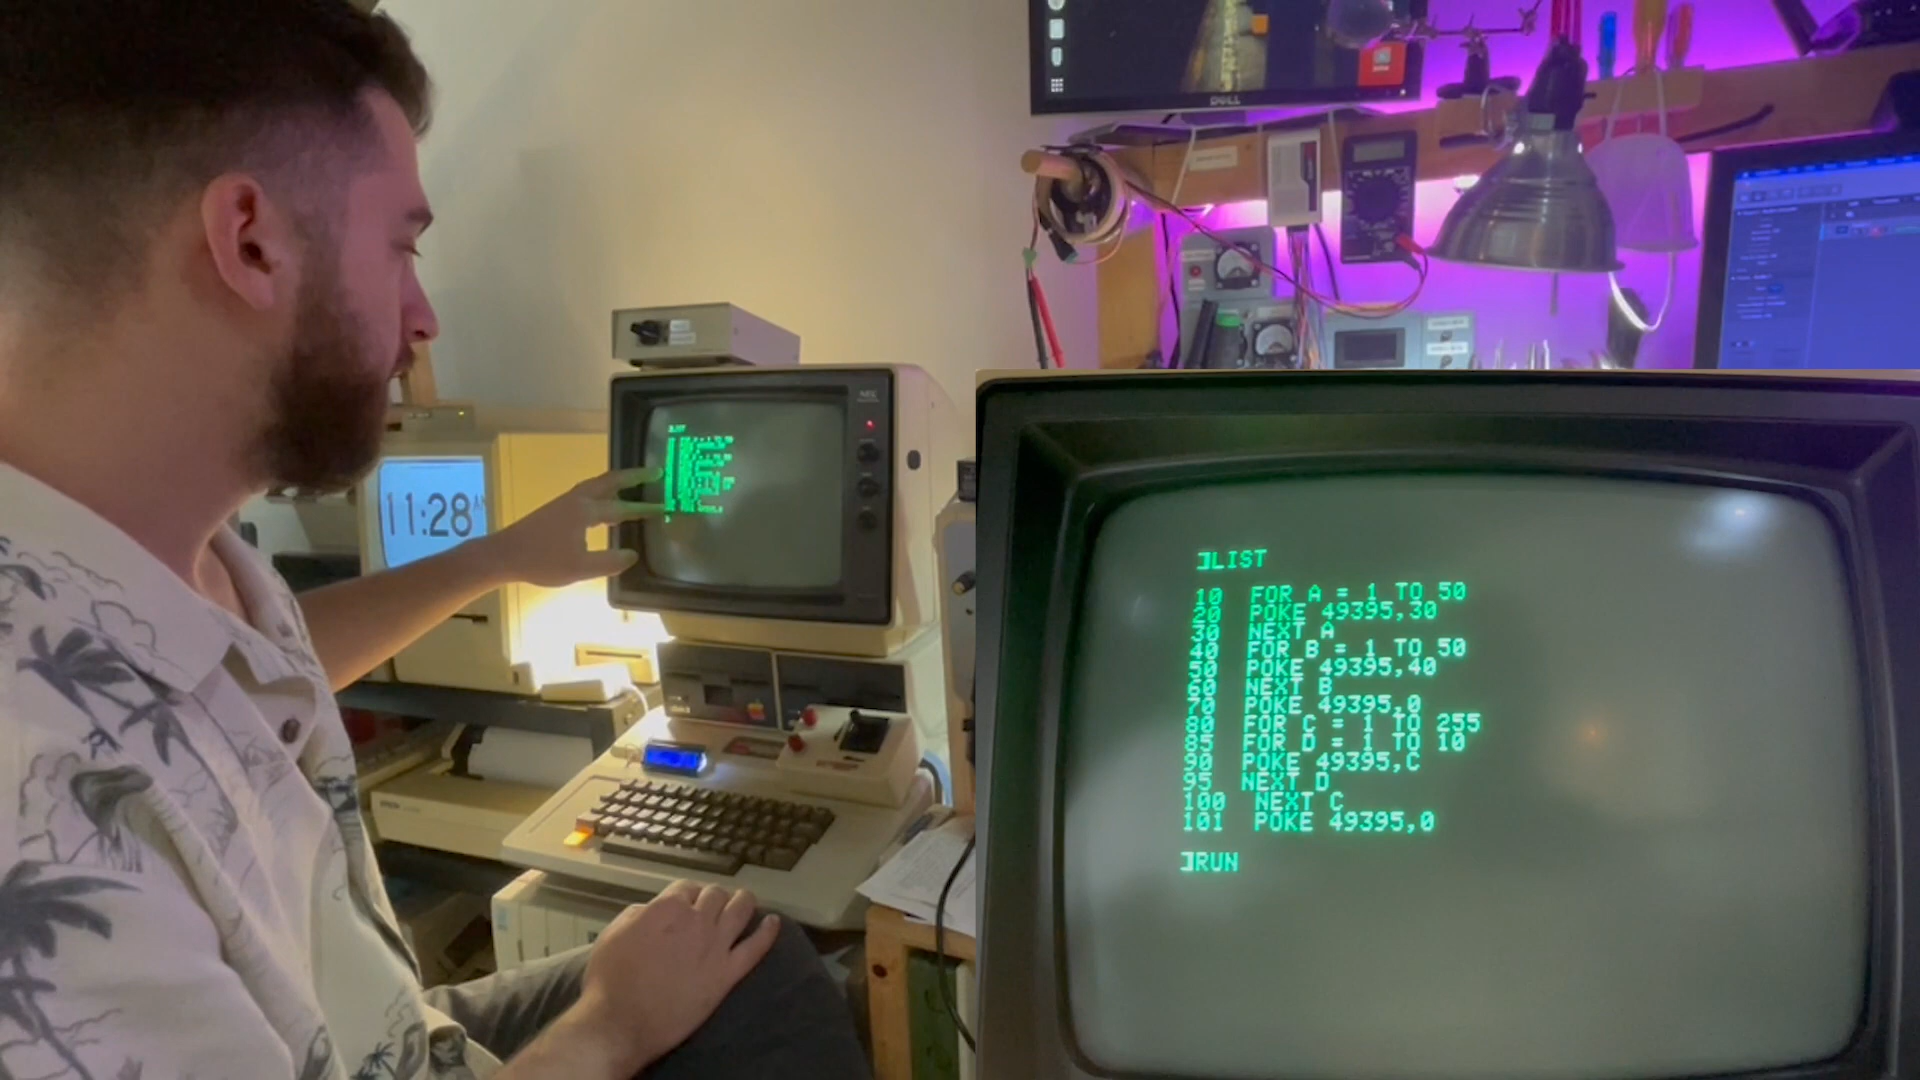 DELL
NEC
11:28 AM
]LIST
10 FOR A = 1 TO 50
20 POKE 49395,30
30 NEXT A
40 FOR B = 1 TO 50
50 POKE 49395,40
60 NEXT B
70 POKE 49395,0
80 FOR C = 1 TO 255
85 FOR D = 1 TO 10
90 POKE 49395,C
95 NEXT D
100 NEXT C
101 POKE 49395,0
]RUN